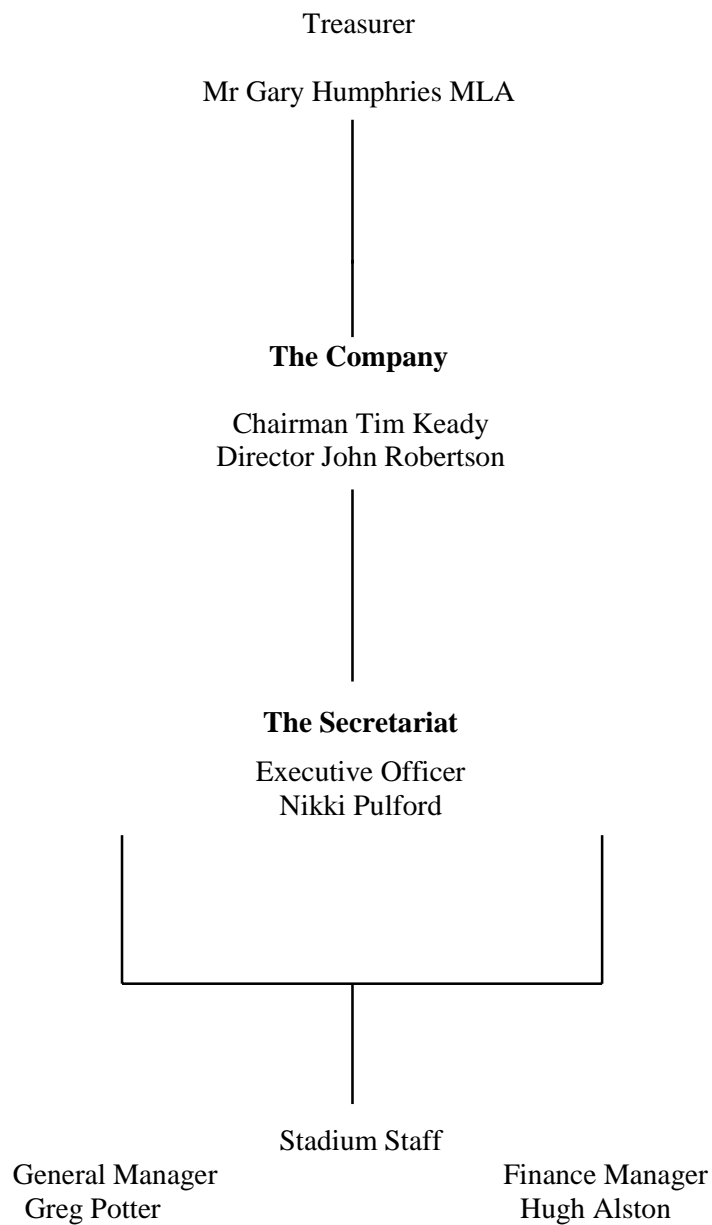 Treasurer
Mr Gary Humphries MLA
The Company
Chairman Tim Keady
Director John Robertson
The Secretariat
Executive Officer
Nikki Pulford
Stadium Staff
General Manager
Greg Potter
Finance Manager
Hugh Alston